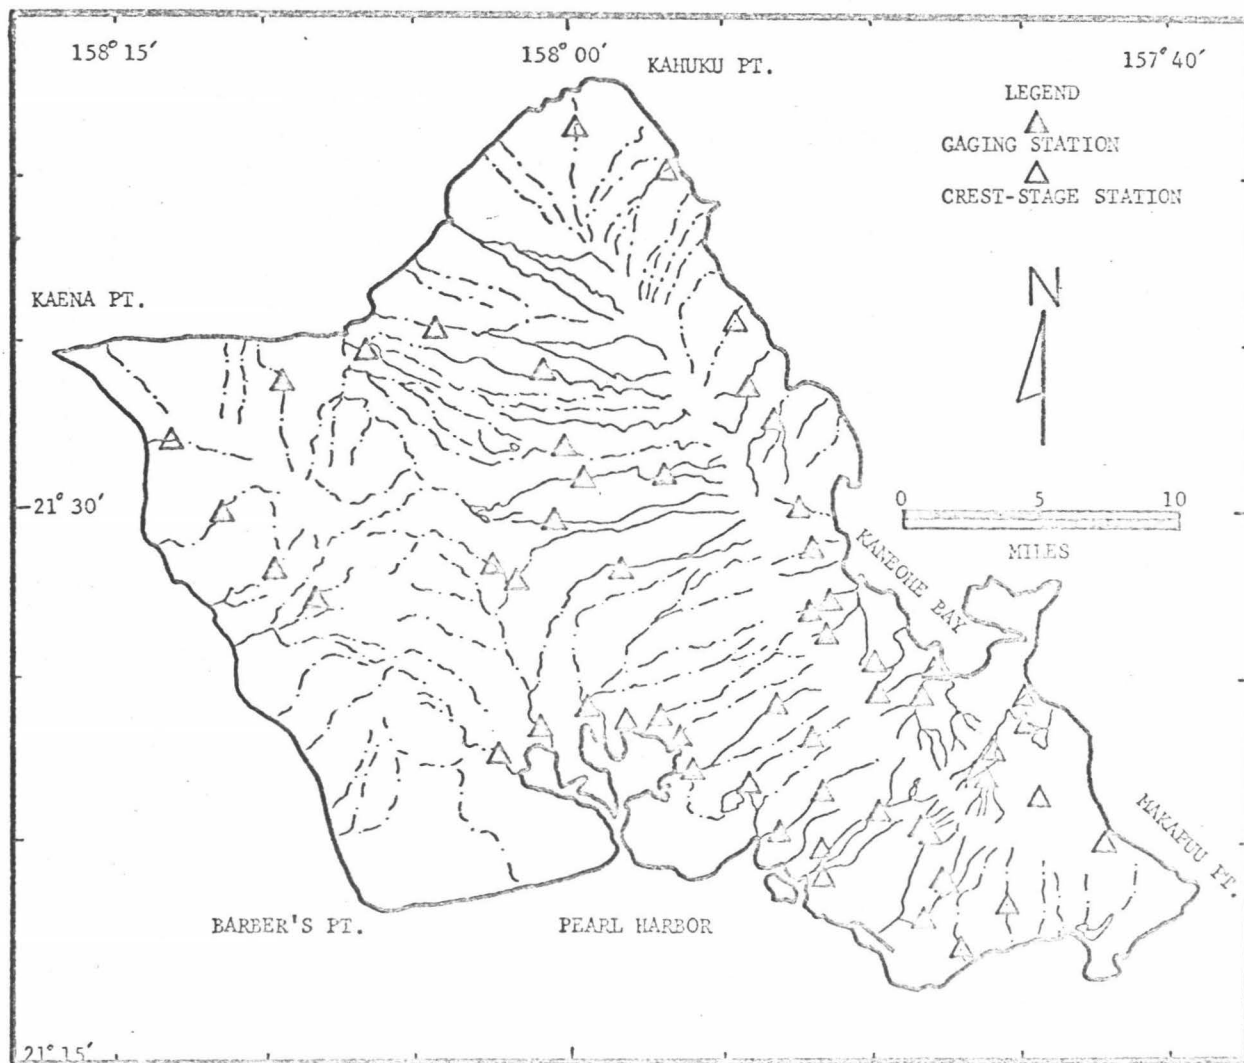 158° 15′
158° 00′
157° 40′
KAHUKU PT.
LEGEND
GAGING STATION
CREST-STAGE STATION
KAENA PT.
N
21° 30′
0 5 10
MILES
KANEOHE BAY
MAKAPUU PT.
BARBER'S PT.
PEARL HARBOR
21° 15′